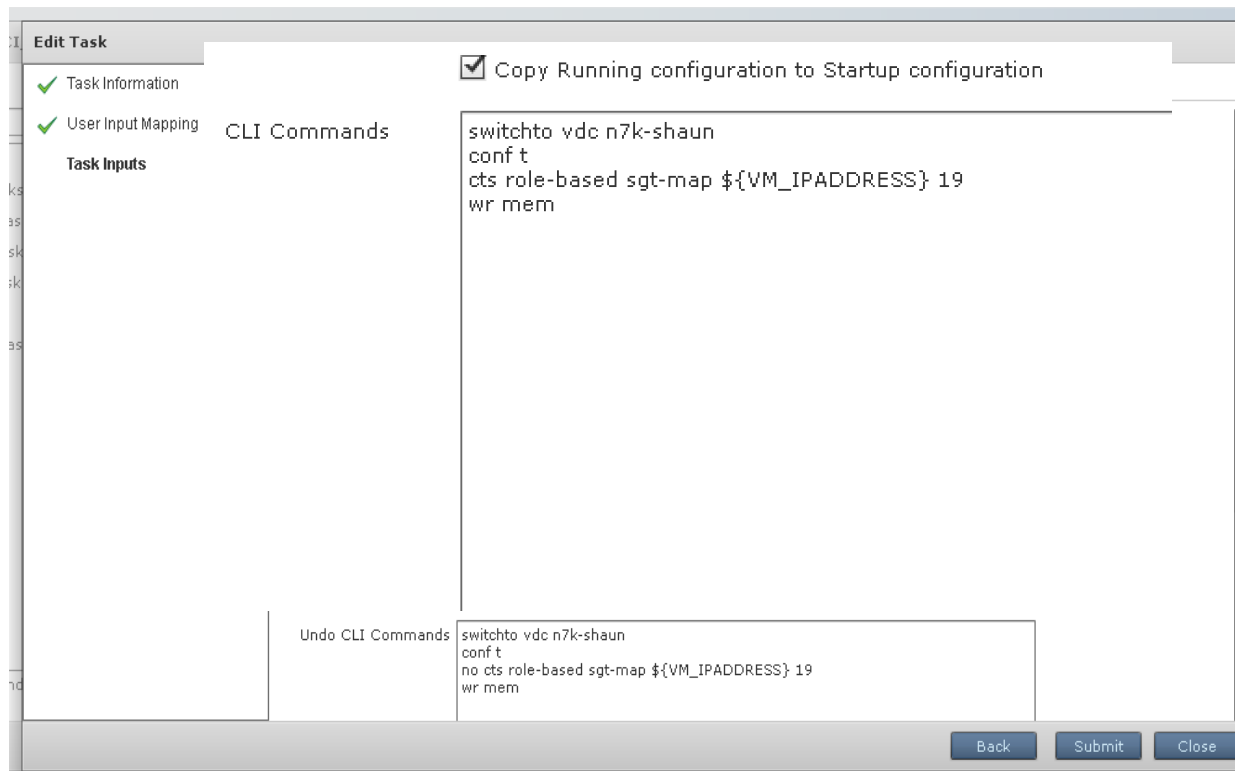 Edit Task
Task Information
User Input Mapping
Task Inputs
Copy Running configuration to Startup configuration
CLI Commands
switchto vdc n7k-shaun
conf t
cts role-based sgt-map ${VM_IPADDRESS} 19
wr mem
Undo CLI Commands
switchto vdc n7k-shaun
conf t
no cts role-based sgt-map ${VM_IPADDRESS} 19
wr mem
Back
Submit
Close